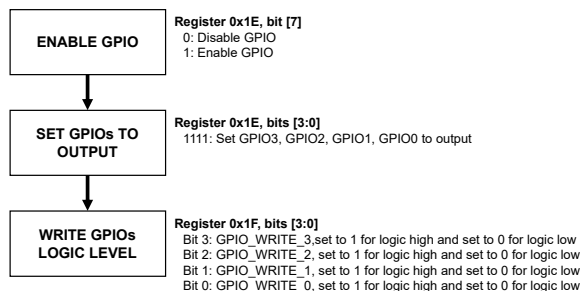 ENABLE GPIO
Register 0x1E, bit [7]
0: Disable GPIO
1: Enable GPIO
SET GPIOs TO
OUTPUT
Register 0x1E, bits [3:0]
1111: Set GPIO3, GPIO2, GPIO1, GPIO0 to output
WRITE GPIOs
LOGIC LEVEL
Register 0x1F, bits [3:0]
Bit 3: GPIO_WRITE_3,set to 1 for logic high and set to 0 for logic low
Bit 2: GPIO_WRITE_2, set to 1 for logic high and set to 0 for logic low
Bit 1: GPIO_WRITE_1, set to 1 for logic high and set to 0 for logic low
Bit 0: GPIO_WRITE_0, set to 1 for logic high and set to 0 for logic low